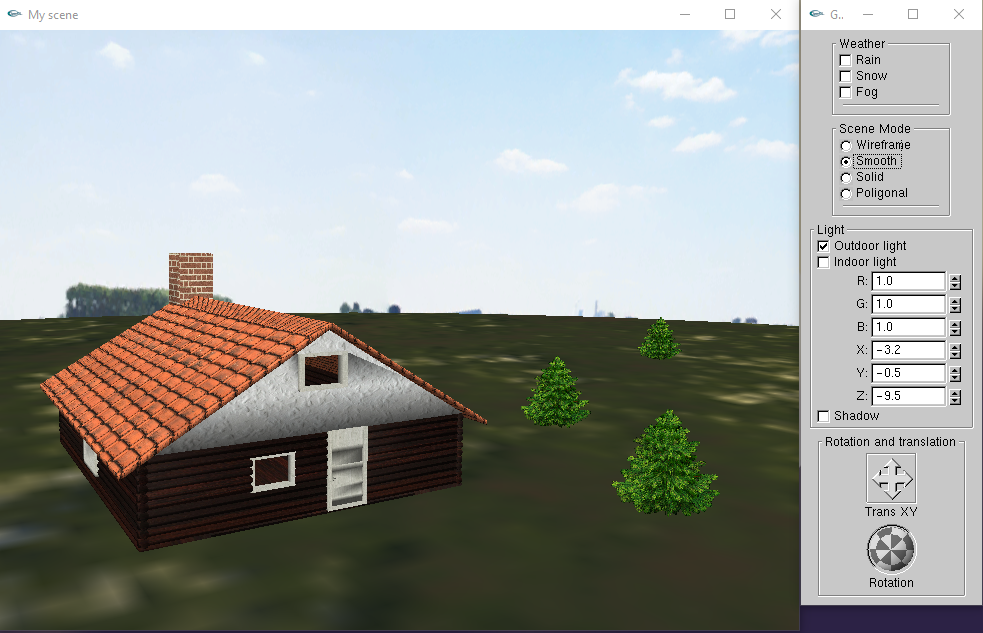 My scene
G..
Weather
Rain
Snow
Fog
Scene Mode
Wireframe
Smooth
Solid
Poligonal
Light
Outdoor light
Indoor light
R: 1.0
G: 1.0
B: 1.0
X: -3.2
Y: -0.5
Z: -9.5
Shadow
Rotation and translation
Trans XY
Rotation